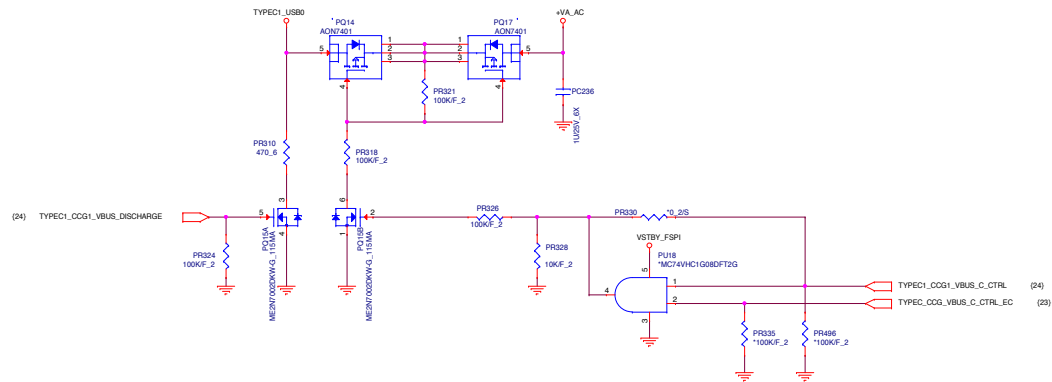 TYPEC1_USB0
+VA_AC
PQ14
AON7401
PQ17
AON7401
5
1
2
3
4
1
2
3
5
4
PR321
100K/F_2
PC236
1U/25V_6X
PR310
470_6
PR318
100K/F_2
(24)
TYPEC1_CCG1_VBUS_DISCHARGE
5
3
4
PQ15A
ME2N7002DKW-G_115MA
PR324
100K/F_2
6
2
1
PQ15B
ME2N7002DKW-G_115MA
PR326
100K/F_2
PR328
10K/F_2
PR330
*0_2/S
VSTBY_FSPI
PU18
*MC74VHC1G08DFT2G
5
4
1
2
3
TYPEC1_CCG1_VBUS_C_CTRL
(24)
TYPEC_CCG_VBUS_C_CTRL_EC
(23)
PR335
*100K/F_2
PR496
*100K/F_2